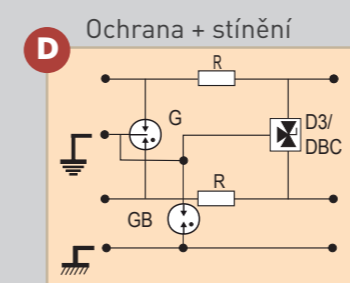 D
Ochrana + stínění
R
G
D3/
DBC
R
GB